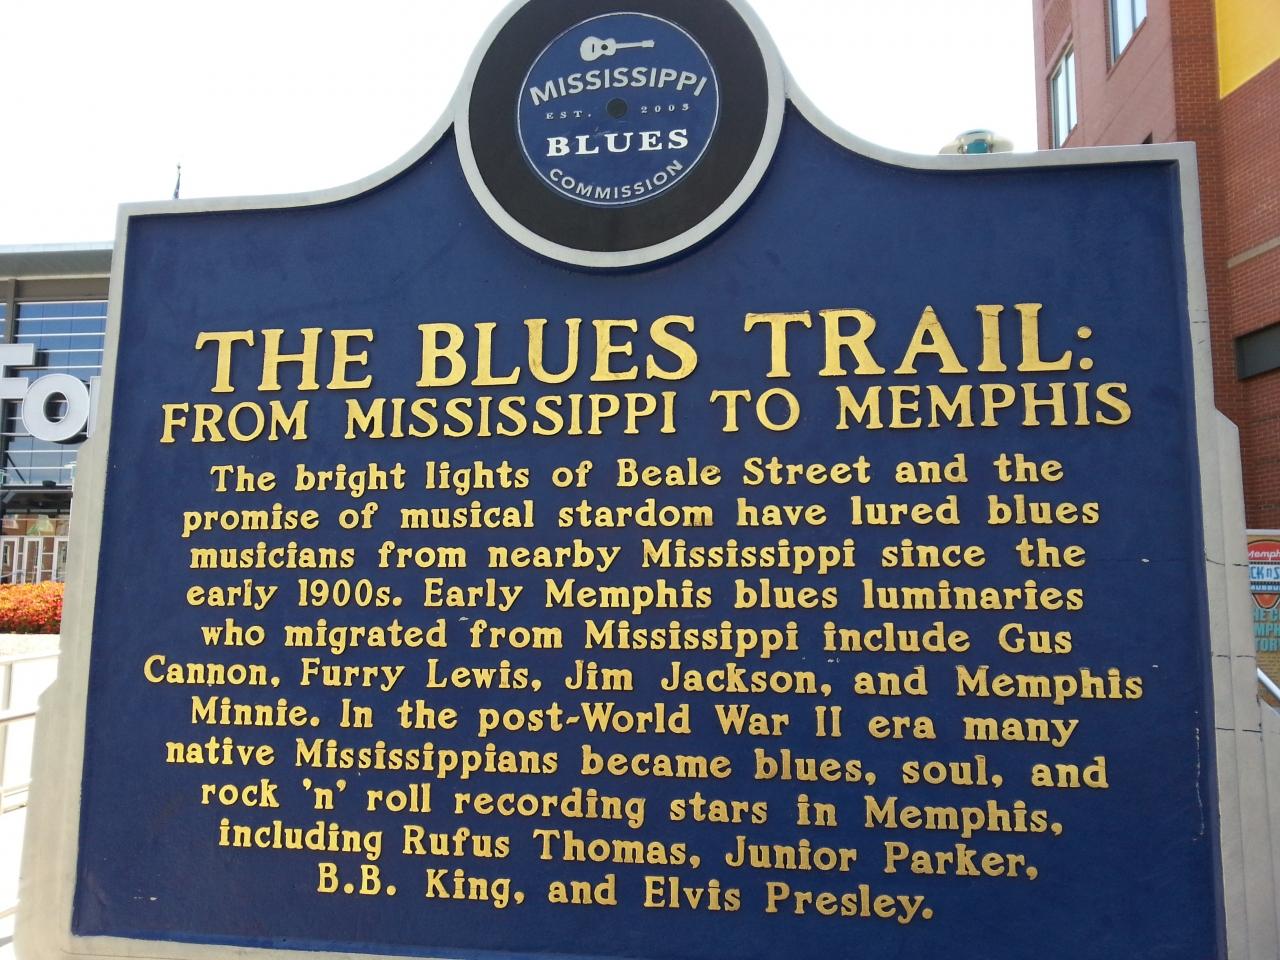 MISSISSIPPI
EST. 2003
BLUES
COMMISSION
THE BLUES TRAIL:
FROM MISSISSIPPI TO MEMPHIS
The bright lights of Beale Street and the
promise of musical stardom have lured blues
musicians from nearby Mississippi since the
early 1900s. Early Memphis blues luminaries
who migrated from Mississippi include Gus
Cannon, Furry Lewis, Jim Jackson, and Memphis
Minnie. In the post-World War II era many
native Mississippians became blues, soul, and
rock 'n' roll recording stars in Memphis,
including Rufus Thomas, Junior Parker,
B.B. King, and Elvis Presley.